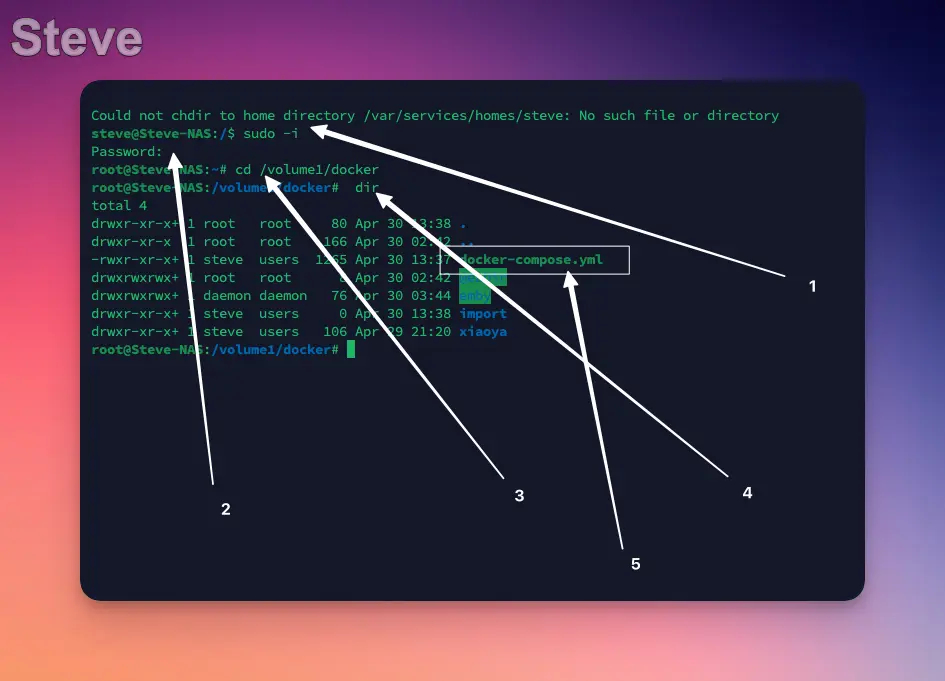 Steve
Could not chdir to home directory /var/services/homes/steve: No such file or directory
steve@Steve-NAS:/$ sudo -i
Password:
root@Steve-NAS:~# cd /volume1/docker
root@Steve-NAS:/volume1/docker# dir
total 4
drwxr-xr-x+ 1 root root 80 Apr 30 13:38 .
drwxr-xr-x 1 root root 166 Apr 30 02:42 ..
-rwxr-xr-x+ 1 steve users 1265 Apr 30 13:37 docker-compose.yml
drwxrwxrwx+ 1 root root 8 Apr 30 02:42
drwxrwxrwx+ 1 daemon daemon 76 Apr 30 03:44 emby
drwxr-xr-x+ 1 steve users 0 Apr 30 13:38 import
drwxr-xr-x+ 1 steve users 106 Apr 29 21:20 xiaoya
root@Steve-NAS:/volume1/docker#
1
2
3
4
5